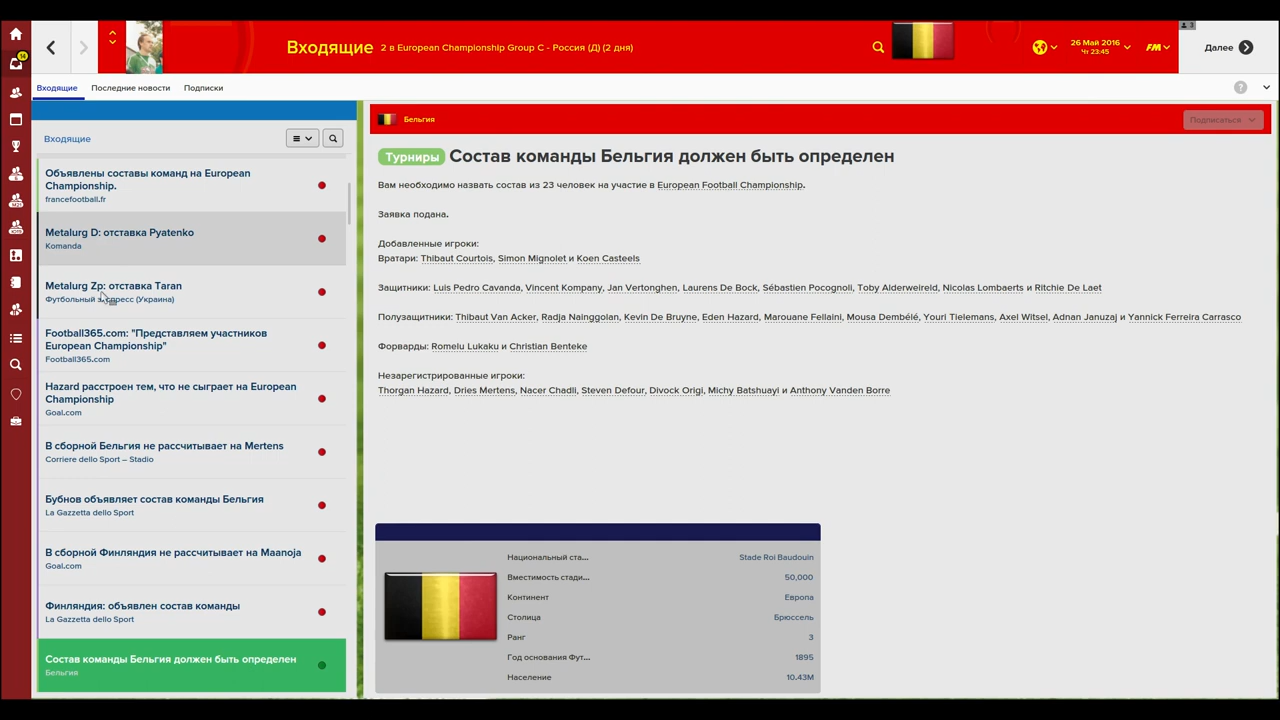 3
Входящие
2 в European Championship Group C - Россия (Д) (2 дня)
26 Май 2016
Чт 23:45
FM
Далее
Входящие
Последние новости
Подписки
?
Входящие
Объявлены составы команд на European
Championship.
francefootball.fr
Metalurg D: отставка Pyatenko
Komanda
Metalurg Zp: отставка Taran
Футбольный экспресс (Украина)
Football365.com: "Представляем участников
European Championship"
Football365.com
Hazard расстроен тем, что не сыграет на European
Championship
Goal.com
В сборной Бельгия не рассчитывает на Mertens
Corriere dello Sport – Stadio
Бубнов объявляет состав команды Бельгия
La Gazzetta dello Sport
В сборной Финляндия не рассчитывает на Maanoja
Goal.com
Финляндия: объявлен состав команды
La Gazzetta dello Sport
Состав команды Бельгия должен быть определен
Бельгия
Бельгия
Подписаться
Турниры Состав команды Бельгия должен быть определен
Вам необходимо назвать состав из 23 человек на участие в European Football Championship.
Заявка подана.
Добавленные игроки:
Вратари: Thibaut Courtois, Simon Mignolet и Koen Casteels
Защитники: Luis Pedro Cavanda, Vincent Kompany, Jan Vertonghen, Laurens De Bock, Sébastien Pocognoli, Toby Alderweireld, Nicolas Lombaerts и Ritchie De Laet
Полузащитники: Thibaut Van Acker, Radja Nainggolan, Kevin De Bruyne, Eden Hazard, Marouane Fellaini, Mousa Dembélé, Youri Tielemans, Axel Witsel, Adnan Januzaj и Yannick Ferreira Carrasco
Форварды: Romelu Lukaku и Christian Benteke
Незарегистрированные игроки:
Thorgan Hazard, Dries Mertens, Nacer Chadli, Steven Defour, Divock Origi, Michy Batshuayi и Anthony Vanden Borre
Национальный ста... Stade Roi Baudouin
Вместимость стади... 50,000
Континент Европа
Столица Брюссель
Ранг 3
Год основания Фут... 1895
Население 10.43M